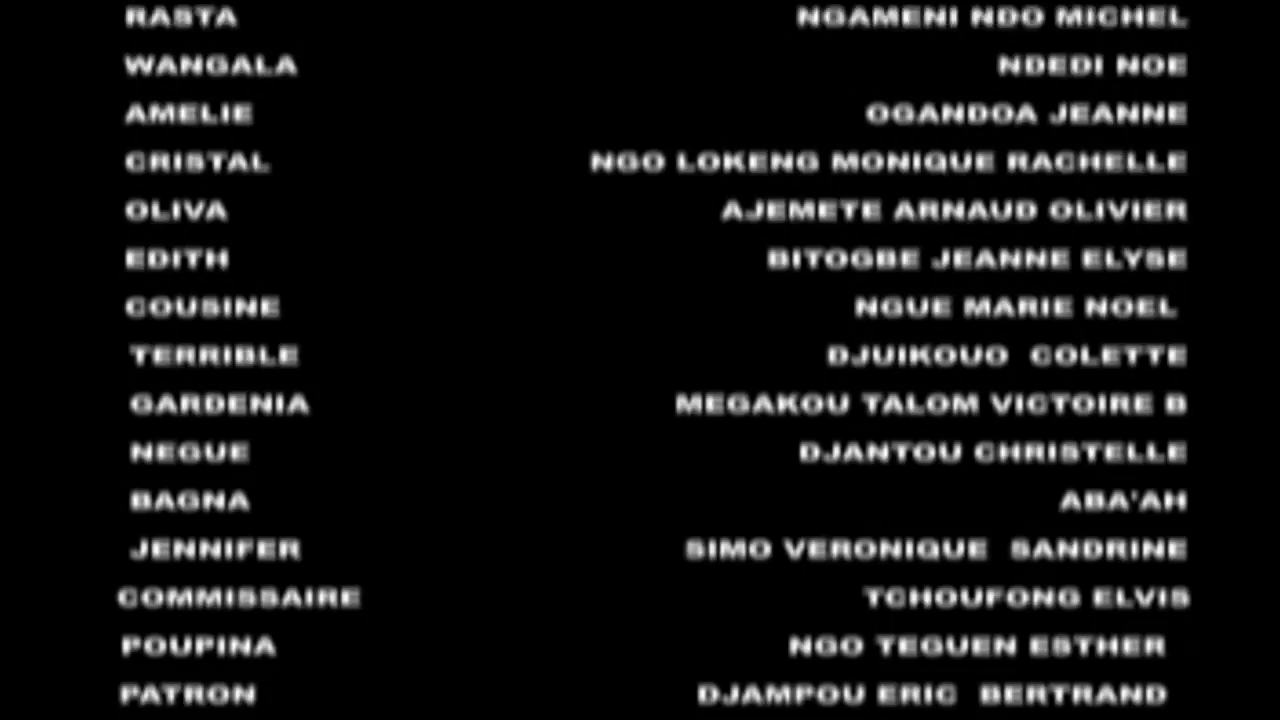 RASTA NGAMENI NDO MICHEL
WANGALA NDEDI NOE
AMELIE OGANDOA JEANNE
CRISTAL NGO LOKENG MONIQUE RACHELLE
OLIVA AJEMETE ARNAUD OLIVIER
EDITH BITOGBE JEANNE ELYSE
COUSINE NGUE MARIE NOEL
TERRIBLE DJUIKOUO COLETTE
GARDENIA MEGAKOU TALOM VICTOIRE B
NEGUE DJANTOU CHRISTELLE
BAGNA ABA'AH
JENNIFER SIMO VERONIQUE SANDRINE
COMMISSAIRE TCHOUFONG ELVIS
POUPINA NGO TEGUEN ESTHER
PATRON DJAMPOU ERIC BERTRAND